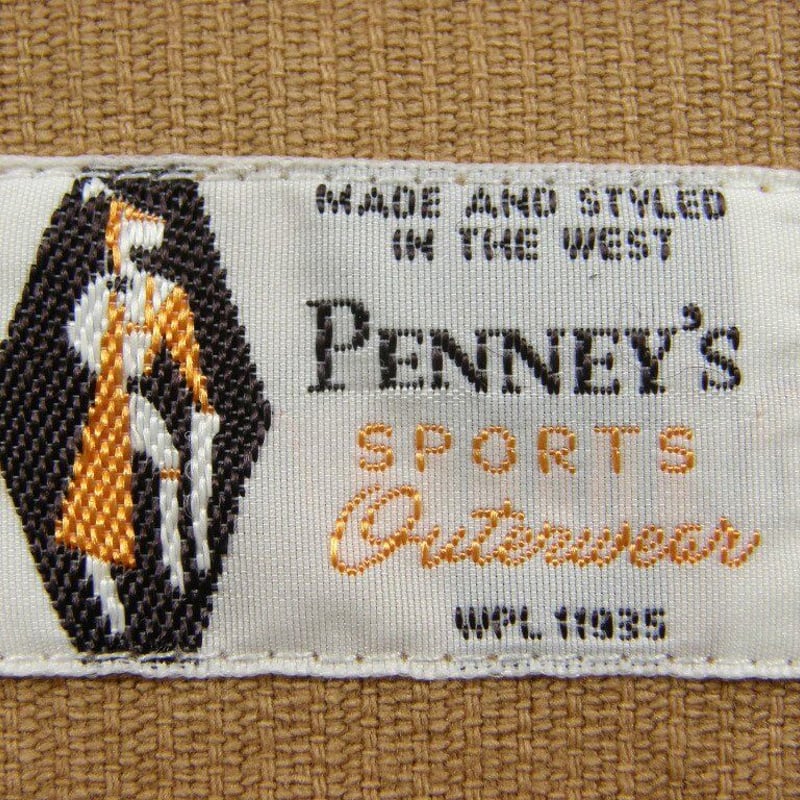 MADE AND STYLED
IN THE WEST
PENNEY'S
SPORTS
Outerwear
WPL 11935